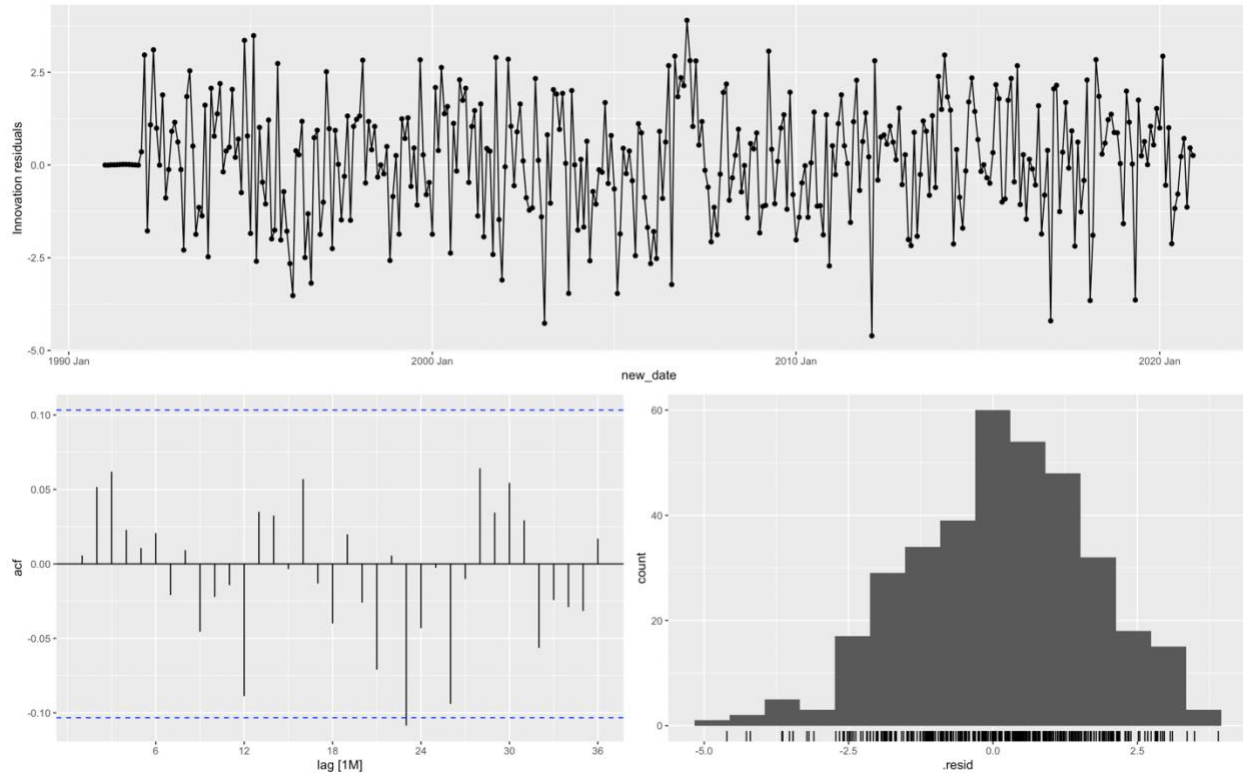 2.5
0.0
-2.5
-5.0
Innovation residuals
1990 Jan
2000 Jan
2010 Jan
2020 Jan
new_date
0.10
0.05
0.00
-0.05
-0.10
acf
6
12
18
24
30
36
lag [1M]
60
40
20
0
count
-5.0
-2.5
0.0
2.5
.resid